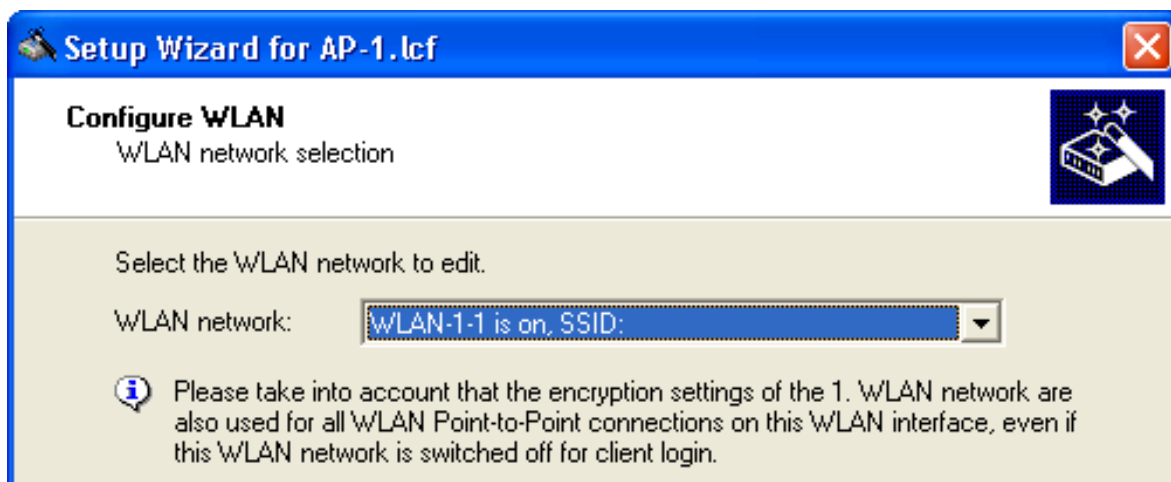 Setup Wizard for AP-1.lcf
Configure WLAN
WLAN network selection
Select the WLAN network to edit.
WLAN network: WLAN-1-1 is on, SSID:
Please take into account that the encryption settings of the 1. WLAN network are
also used for all WLAN Point-to-Point connections on this WLAN interface, even if
this WLAN network is switched off for client login.